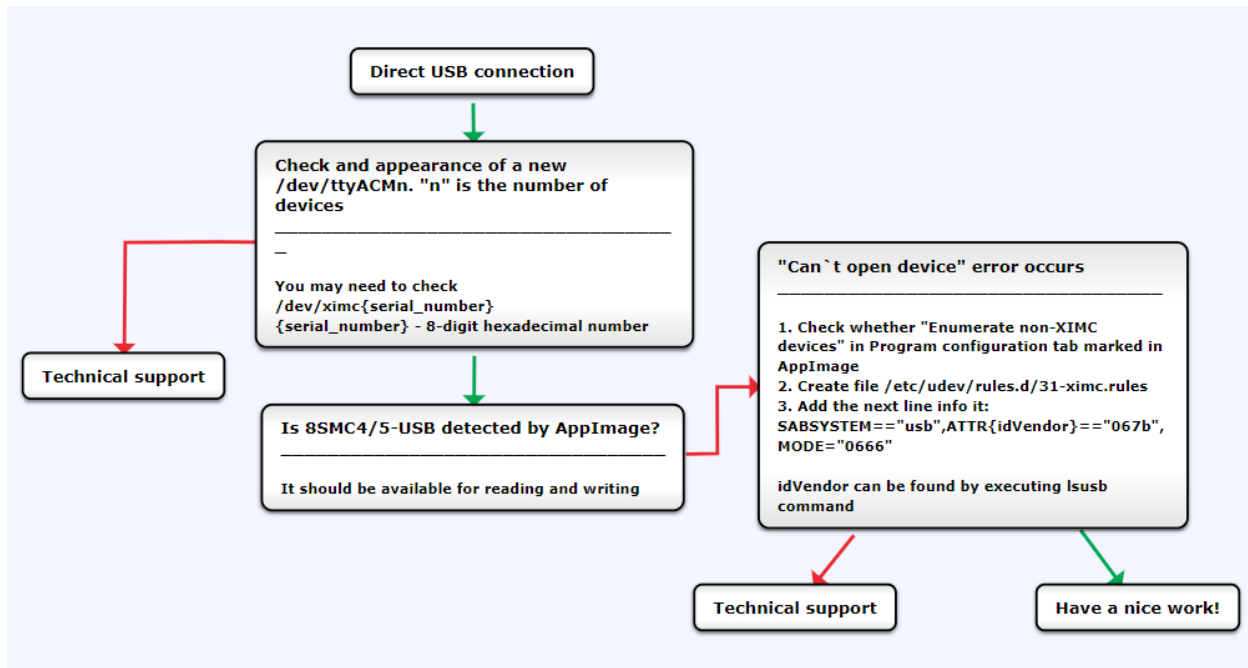 Direct USB connection
Check and appearance of a new
/dev/ttyACMn. "n" is the number of
devices
You may need to check
/dev/ximc{serial_number}
{serial_number} - 8-digit hexadecimal number
Technical support
Is 8SMC4/5-USB detected by AppImage?
It should be available for reading and writing
"Can`t open device" error occurs
1. Check whether "Enumerate non-XIMC
devices" in Program configuration tab marked in
AppImage
2. Create file /etc/udev/rules.d/31-ximc.rules
3. Add the next line info it:
SABSYSTEM=="usb",ATTR{idVendor}=="067b",
MODE="0666"
idVendor can be found by executing lsusb
command
Technical support
Have a nice work!